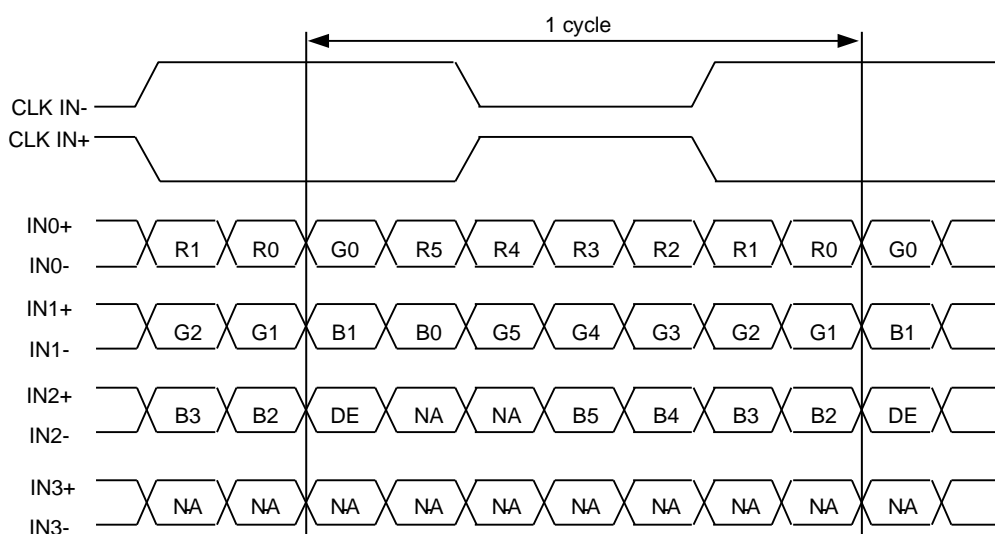 1 cycle
CLK IN-
CLK IN+
IN0+
R1 R0 G0 R5 R4 R3 R2 R1 R0 G0
IN0-
IN1+
G2 G1 B1 B0 G5 G4 G3 G2 G1 B1
IN1-
IN2+
B3 B2 DE NA NA B5 B4 B3 B2 DE
IN2-
IN3+
NA NA NA NA NA NA NA NA NA NA
IN3-